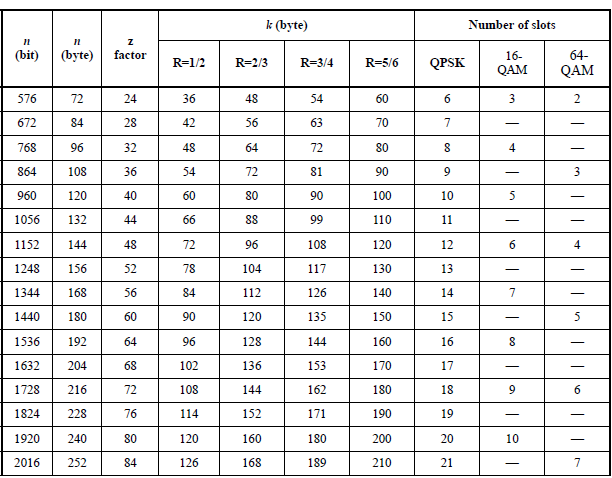 n (bit) n (byte) z factor k (byte) Number of slots
R=1/2 R=2/3 R=3/4 R=5/6 QPSK 16-QAM 64-QAM
576 72 24 36 48 54 60 6 3 2
672 84 28 42 56 63 70 7 — —
768 96 32 48 64 72 80 8 4 —
864 108 36 54 72 81 90 9 — 3
960 120 40 60 80 90 100 10 5 —
1056 132 44 66 88 99 110 11 — —
1152 144 48 72 96 108 120 12 6 4
1248 156 52 78 104 117 130 13 — —
1344 168 56 84 112 126 140 14 7 —
1440 180 60 90 120 135 150 15 — 5
1536 192 64 96 128 144 160 16 8 —
1632 204 68 102 136 153 170 17 — —
1728 216 72 108 144 162 180 18 9 6
1824 228 76 114 152 171 190 19 — —
1920 240 80 120 160 180 200 20 10 —
2016 252 84 126 168 189 210 21 — 7